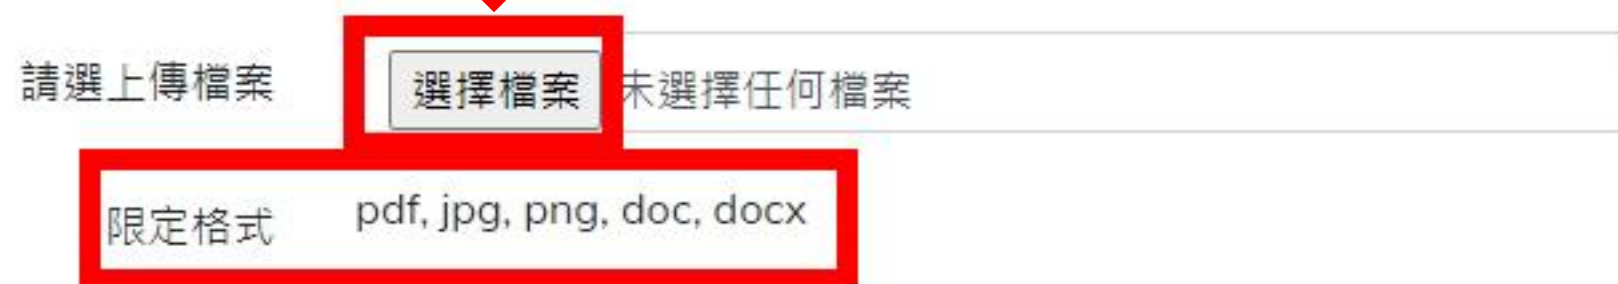 請選上傳檔案 選擇檔案 未選擇任何檔案
限定格式 pdf, jpg, png, doc, docx